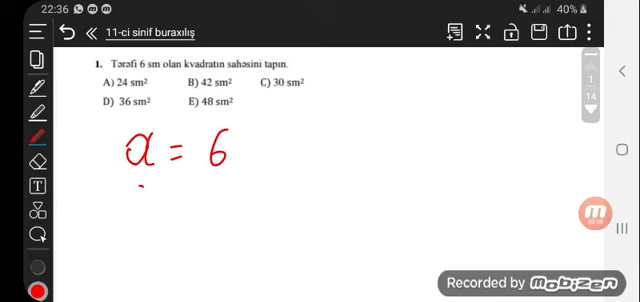 22:36
40%
11-ci sinif buraxılış
1. Tərəfi 6 sm olan kvadratın sahəsini tapın.
A) 24 sm² B) 42 sm² C) 30 sm²
D) 36 sm² E) 48 sm²
a = 6
1
14
T
Recorded by mobizen